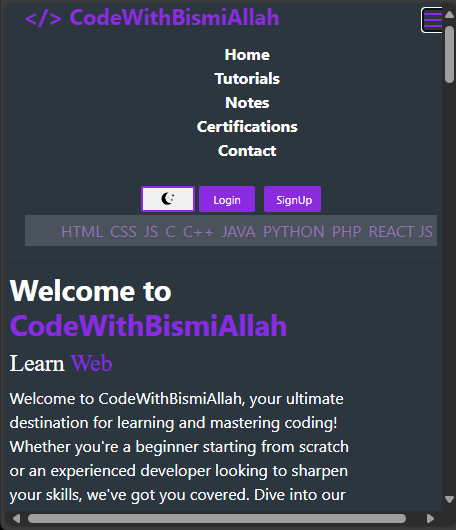 </> CodeWithBismiAllah
Home
Tutorials
Notes
Certifications
Contact
Login SignUp
HTML CSS JS C C++ JAVA PYTHON PHP REACT JS
Welcome to
CodeWithBismiAllah
Learn Web
Welcome to CodeWithBismiAllah, your ultimate
destination for learning and mastering coding!
Whether you're a beginner starting from scratch
or an experienced developer looking to sharpen
your skills, we've got you covered. Dive into our